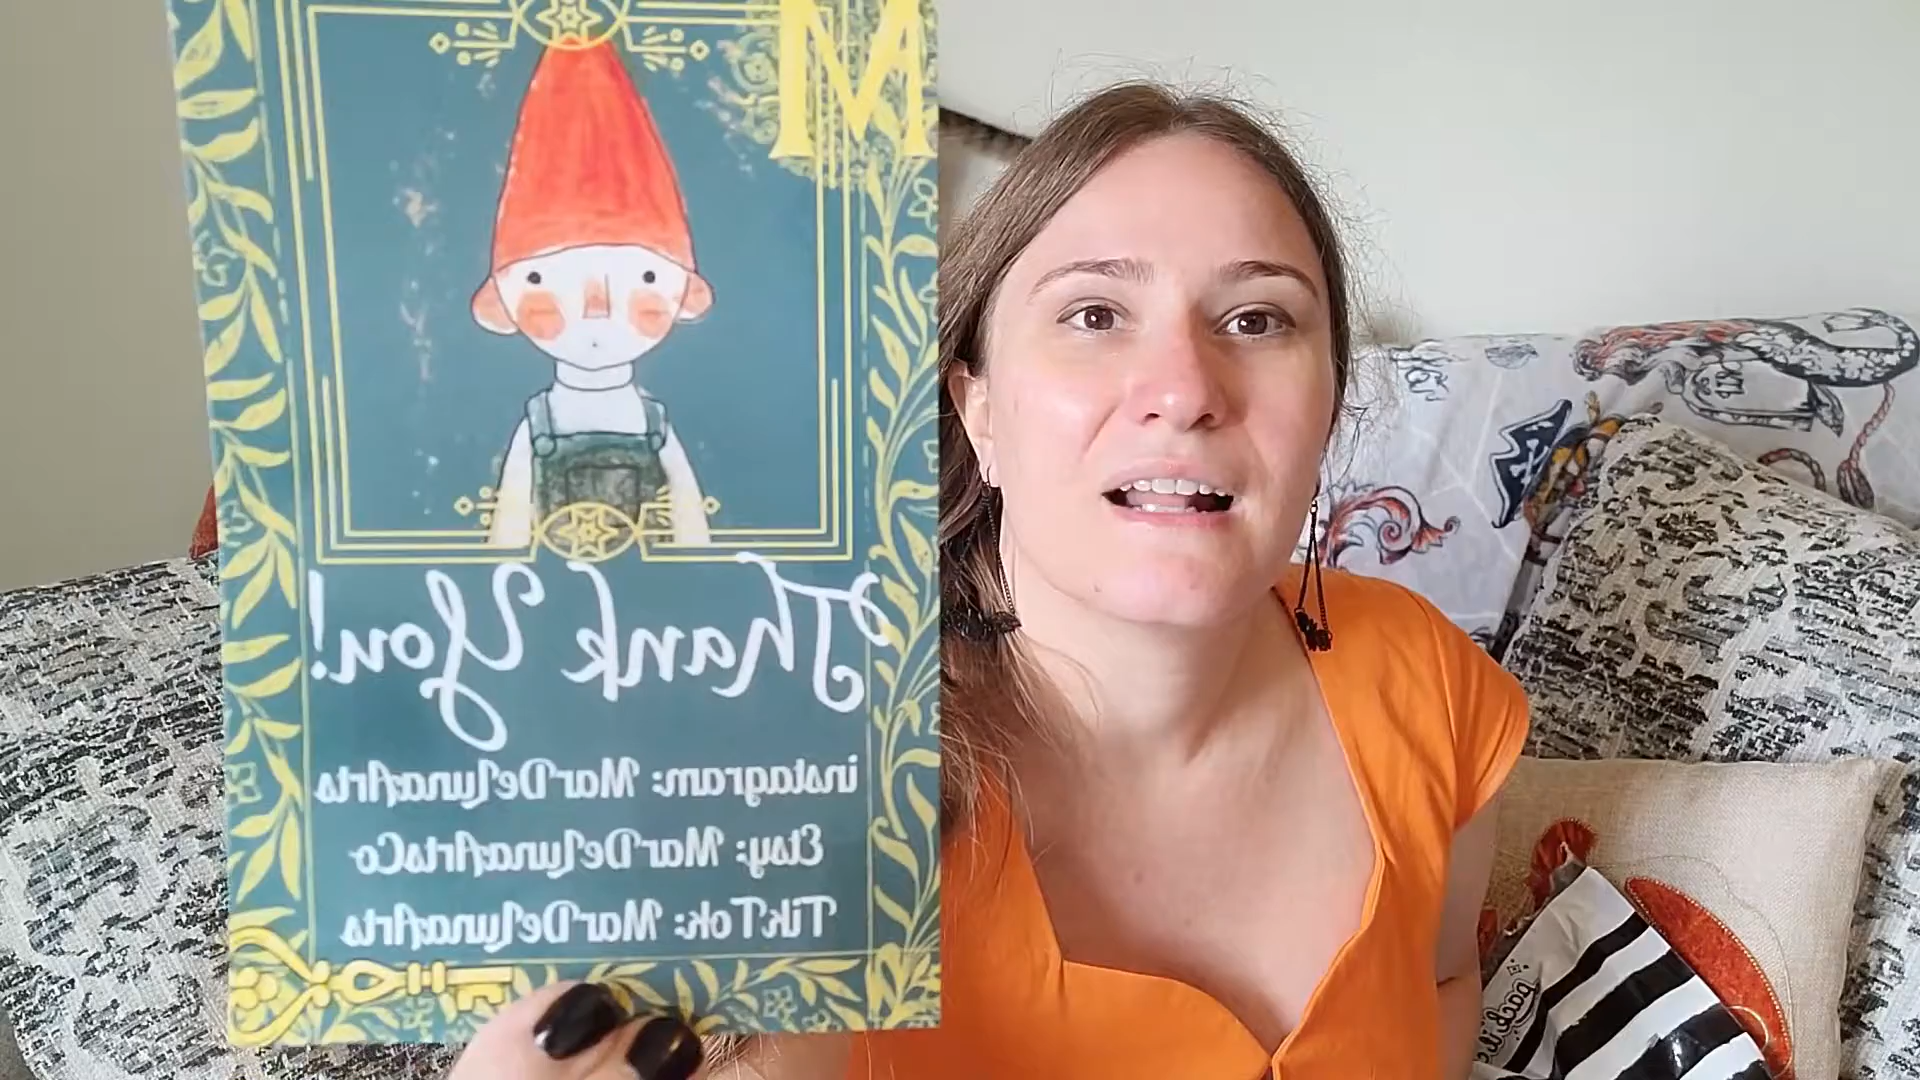 M
Thank You!
instagram: MarDeLunaArts
Etsy: MarDeLunaArtsCo
TikTok: MarDeLunaArts